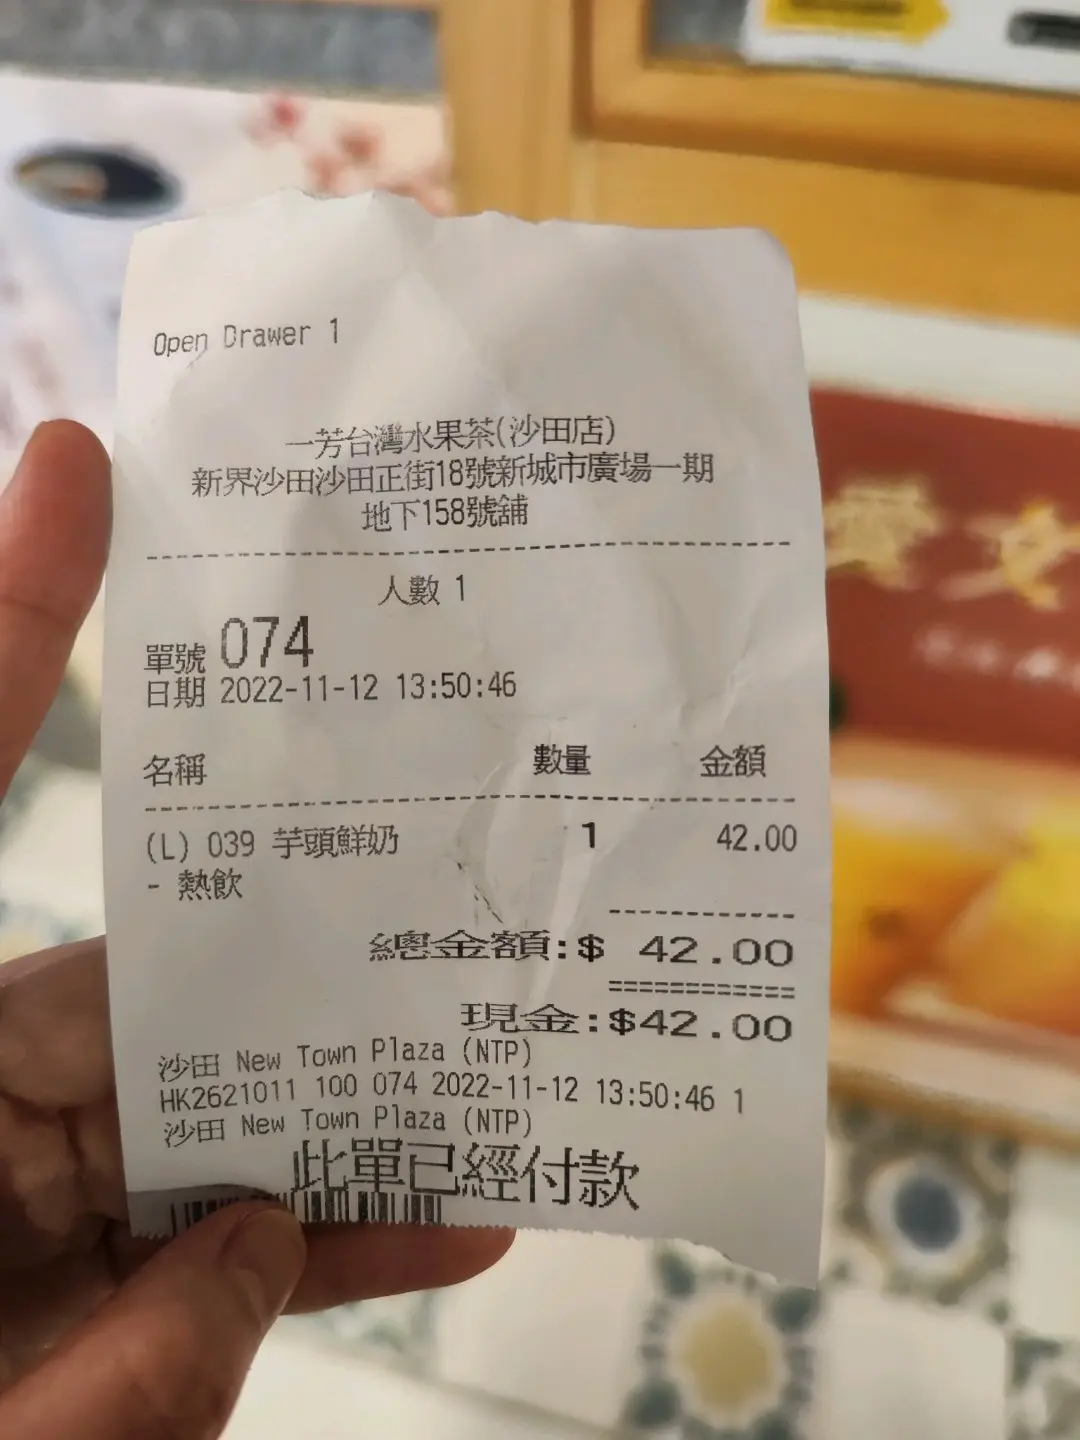 Open Drawer 1
一芳台灣水果茶(沙田店)
新界沙田沙田正街18號新城市廣場一期
地下158號舖
人數 1
單號 074
日期 2022-11-12 13:50:46
名稱 數量 金額
(L) 039 芋頭鮮奶 1 42.00
- 熱飲
總金額:$ 42.00
現金:$42.00
沙田 New Town Plaza (NTP)
HK2621011 100 074 2022-11-12 13:50:46 1
沙田 New Town Plaza (NTP)
此單已經付款